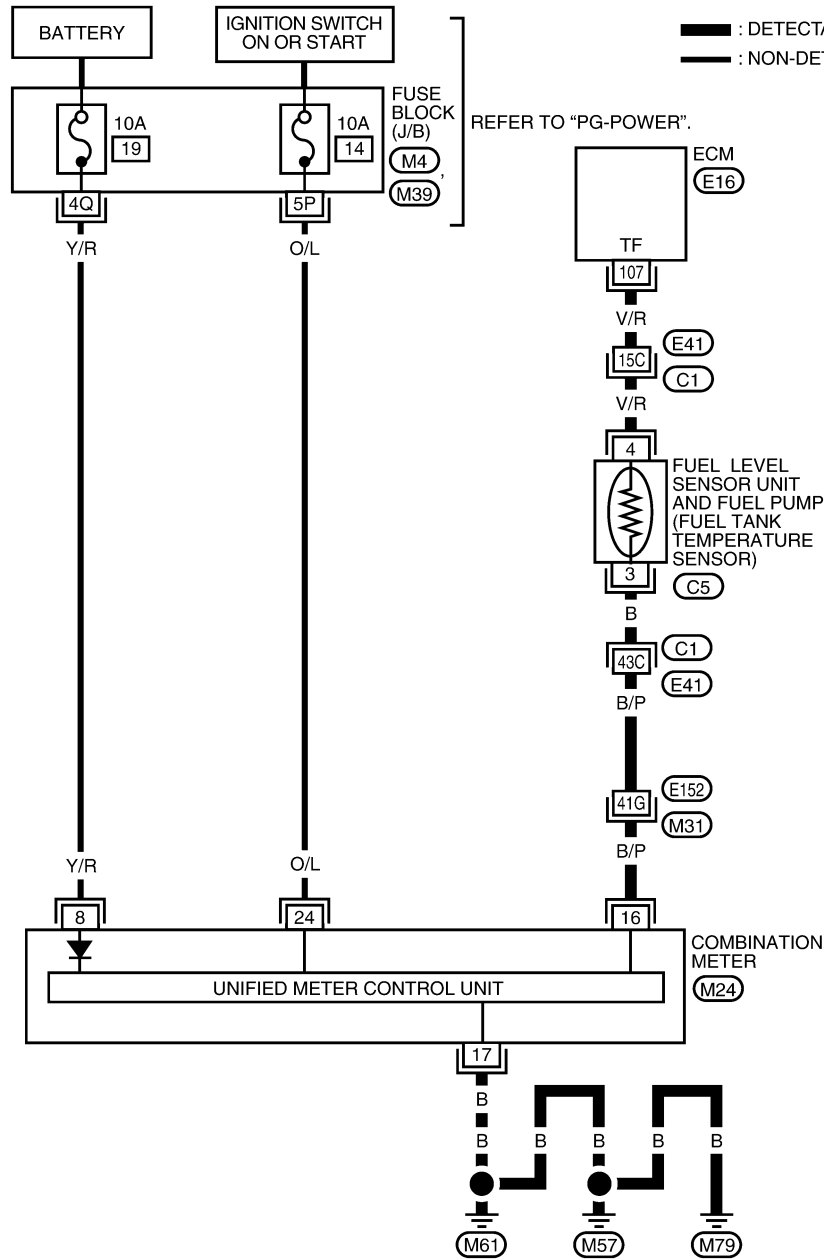 BATTERY
IGNITION SWITCH
ON OR START
: DETECTA
: NON-DET
FUSE
BLOCK
(J/B)
M4
,
M39
10A
19
10A
14
REFER TO “PG-POWER”.
4Q
5P
Y/R
O/L
ECM
E16
TF
107
V/R
15C
E41
C1
V/R
4
FUEL LEVEL
SENSOR UNIT
AND FUEL PUMP
(FUEL TANK
TEMPERATURE
SENSOR)
C5
3
B
43C
C1
E41
B/P
41G
E152
M31
B/P
Y/R
O/L
8
24
16
COMBINATION
METER
M24
UNIFIED METER CONTROL UNIT
17
B
B
B
B
B
B
M61
M57
M79